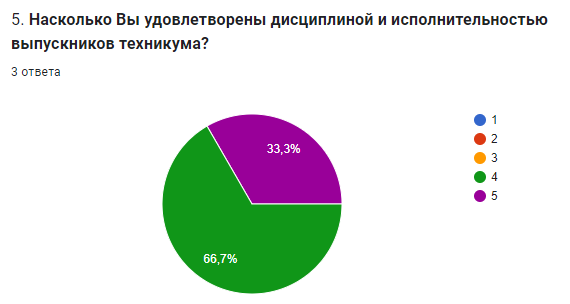 5. Насколько Вы удовлетворены дисциплиной и исполнительностью
выпускников техникума?
3 ответа
33,3%
66,7%
1
2
3
4
5